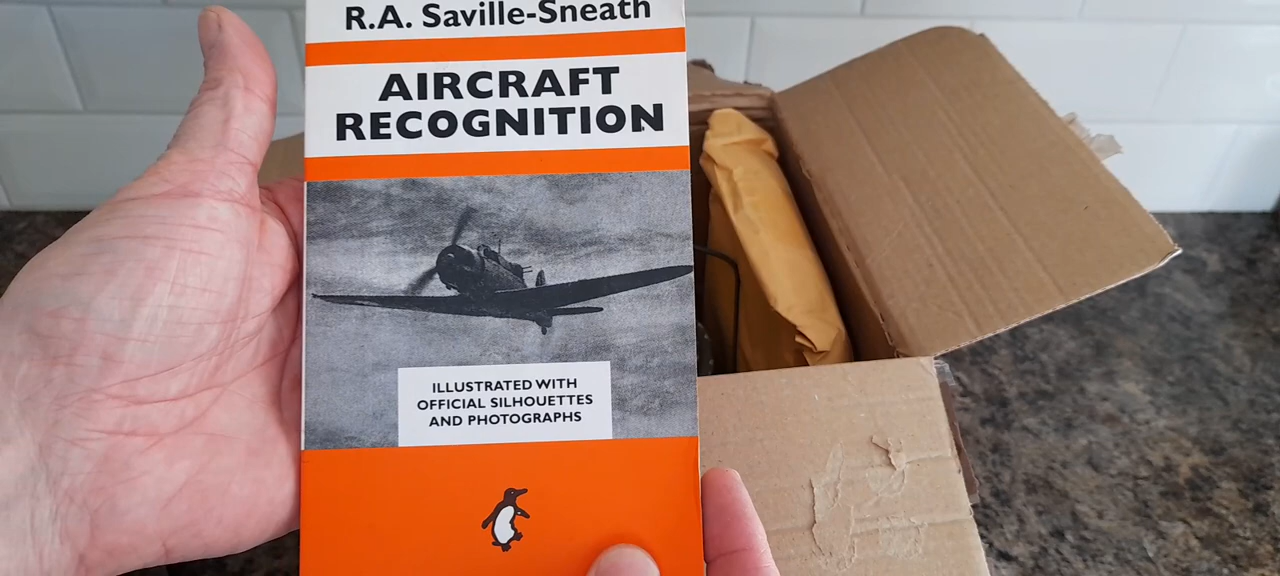 R.A. Saville-Sneath
AIRCRAFT
RECOGNITION
ILLUSTRATED WITH
OFFICIAL SILHOUETTES
AND PHOTOGRAPHS